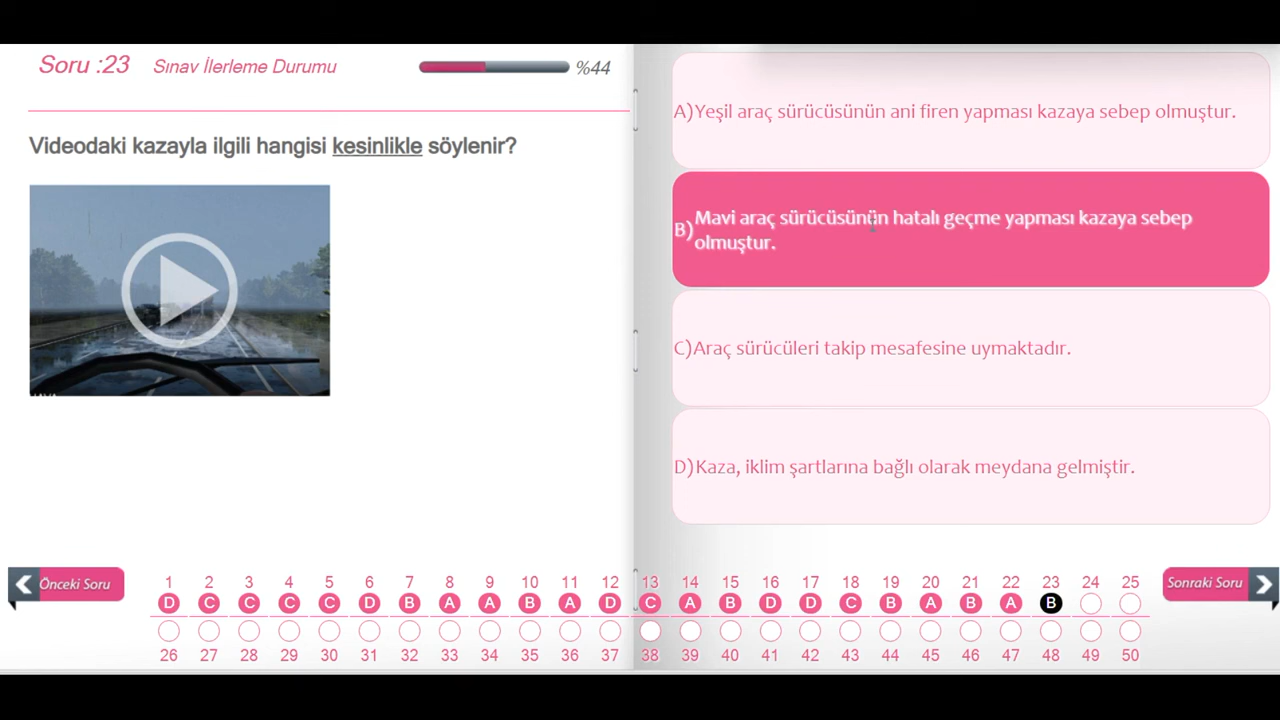 Soru :23 Sınav İlerleme Durumu %44
Videodaki kazayla ilgili hangisi kesinlikle söylenir?
A)Yeşil araç sürücüsünün ani firen yapması kazaya sebep olmuştur.
B)Mavi araç sürücüsünün hatalı geçme yapması kazaya sebep
olmuştur.
C)Araç sürücüleri takip mesafesine uymaktadır.
D)Kaza, iklim şartlarına bağlı olarak meydana gelmiştir.
Önceki Soru
Sonraki Soru
1 2 3 4 5 6 7 8 9 10 11 12 13 14 15 16 17 18 19 20 21 22 23 24 25
D C C C C D B A A B A D C A B D D C B A B A B
26 27 28 29 30 31 32 33 34 35 36 37 38 39 40 41 42 43 44 45 46 47 48 49 50